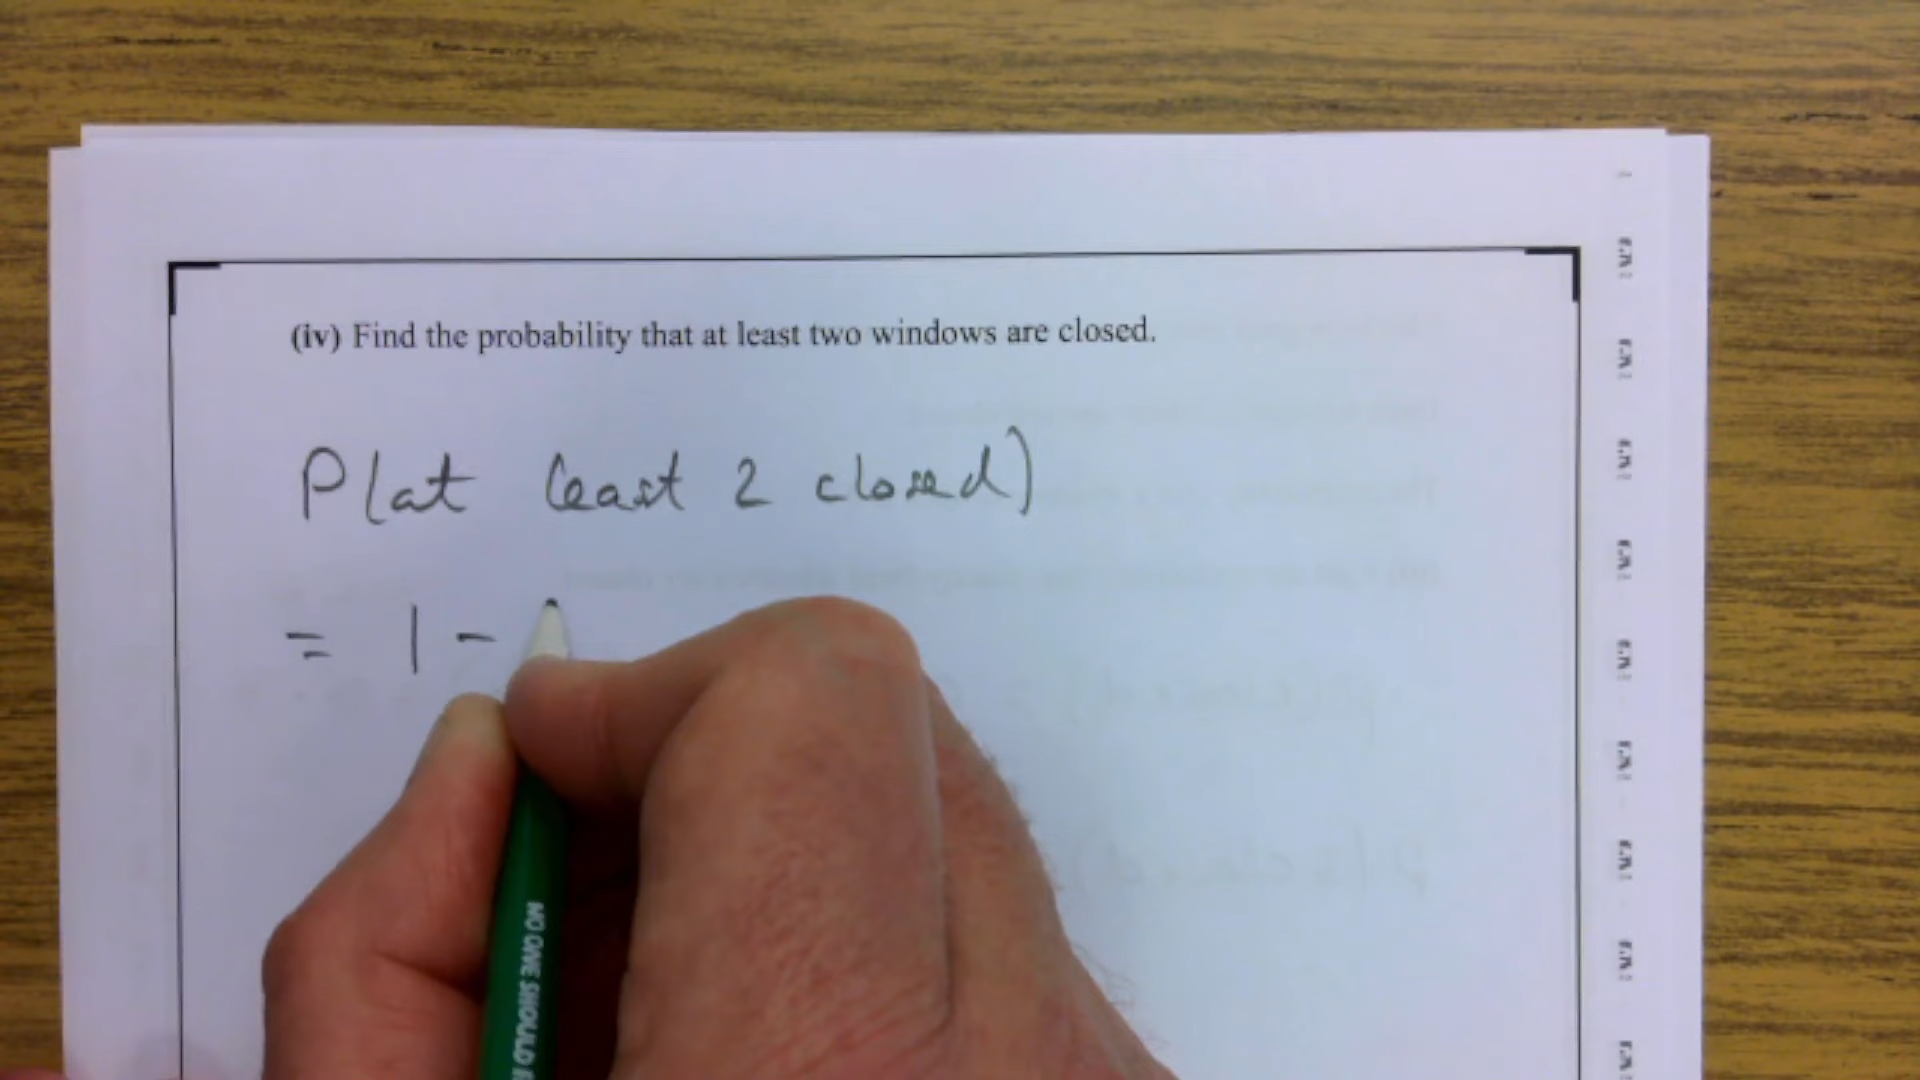 (iv) Find the probability that at least two windows are closed.
P(at least 2 closed)
= 1 -
NO ONE SHOULD